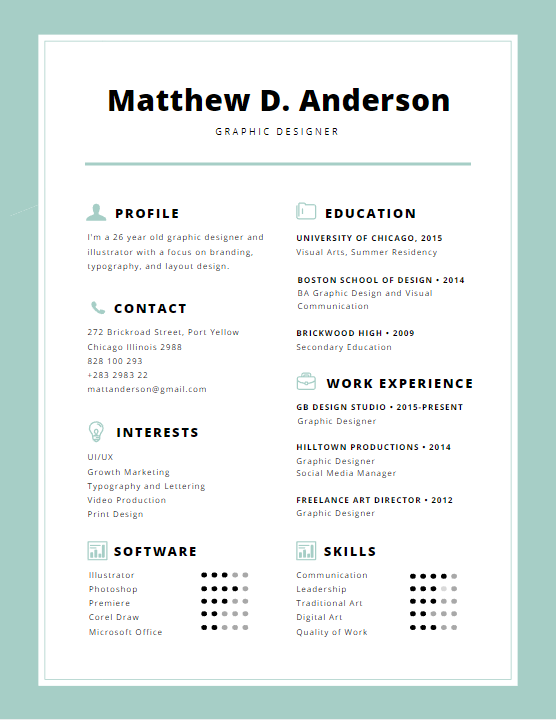 Matthew D. Anderson
GRAPHIC DESIGNER
PROFILE
I'm a 26 year old graphic designer and
illustrator with a focus on branding,
typography, and layout design.
CONTACT
272 Brickroad Street, Port Yellow
Chicago Illinois 2988
828 100 293
+283 2983 22
mattanderson@gmail.com
INTERESTS
UI/UX
Growth Marketing
Typography and Lettering
Video Production
Print Design
SOFTWARE
Illustrator
Photoshop
Premiere
Corel Draw
Microsoft Office
EDUCATION
UNIVERSITY OF CHICAGO, 2015
Visual Arts, Summer Residency
BOSTON SCHOOL OF DESIGN • 2014
BA Graphic Design and Visual
Communication
BRICKWOOD HIGH • 2009
Secondary Education
WORK EXPERIENCE
GB DESIGN STUDIO • 2015-PRESENT
Graphic Designer
HILLTOWN PRODUCTIONS • 2014
Graphic Designer
Social Media Manager
FREELANCE ART DIRECTOR • 2012
Graphic Designer
SKILLS
Communication
Leadership
Traditional Art
Digital Art
Quality of Work